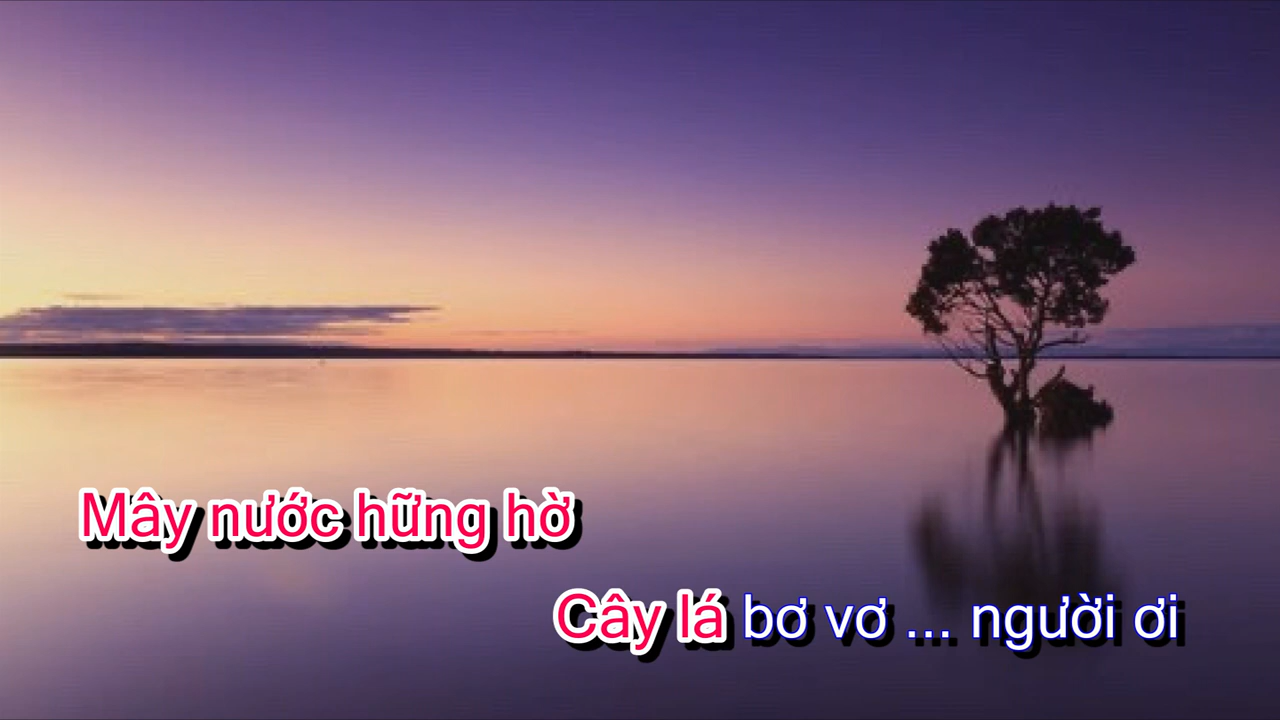 Mây nước hững hờ
Cây lá bơ vơ ... người ơi